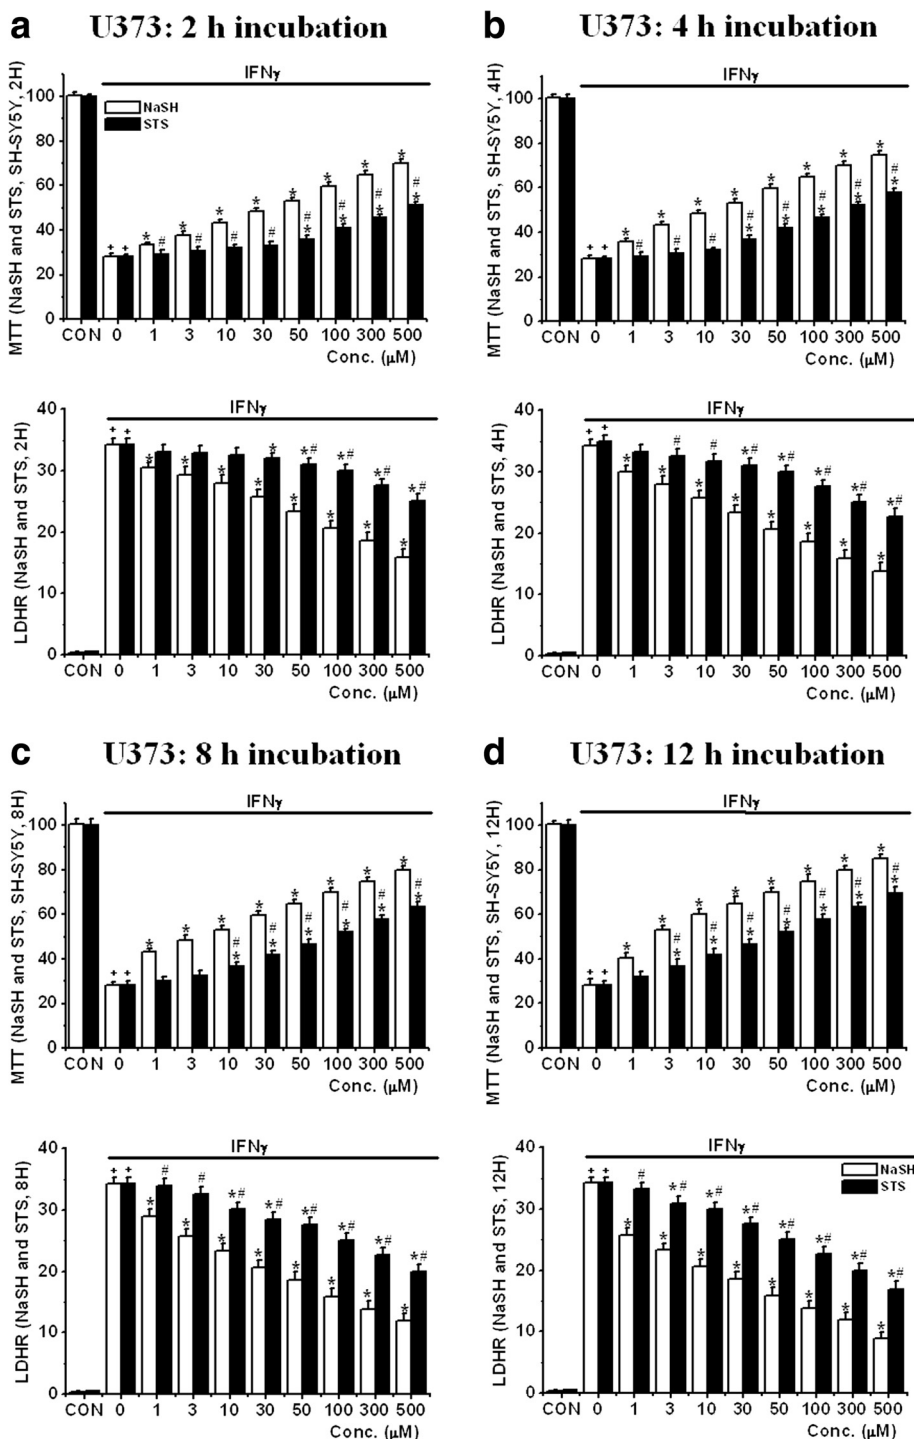 a U373: 2 h incubation
IFNγ
NaSH
STS
MTT (NaSH and STS, SH-SY5Y, 2H)
100
80
60
40
20
0
CON 0 1 3 10 30 50 100 300 500
Conc. (μM)
IFNγ
LDHR (NaSH and STS, 2H)
40
30
20
10
0
CON 0 1 3 10 30 50 100 300 500
Conc. (μM)
b U373: 4 h incubation
IFNγ
MTT (NaSH and STS, SH-SY5Y, 4H)
100
80
60
40
20
0
CON 0 1 3 10 30 50 100 300 500
Conc. (μM)
IFNγ
LDHR (NaSH and STS, 4H)
40
30
20
10
0
CON 0 1 3 10 30 50 100 300 500
Conc. (μM)
c U373: 8 h incubation
IFNγ
MTT (NaSH and STS, SH-SY5Y, 8H)
100
80
60
40
20
0
CON 0 1 3 10 30 50 100 300 500
Conc. (μM)
IFNγ
LDHR (NaSH and STS, 8H)
40
30
20
10
0
CON 0 1 3 10 30 50 100 300 500
Conc. (μM)
d U373: 12 h incubation
IFNγ
MTT (NaSH and STS, SH-SY5Y, 12H)
100
80
60
40
20
0
CON 0 1 3 10 30 50 100 300 500
Conc. (μM)
IFNγ
NaSH
STS
LDHR (NaSH and STS, 12H)
40
30
20
10
0
CON 0 1 3 10 30 50 100 300 500
Conc. (μM)